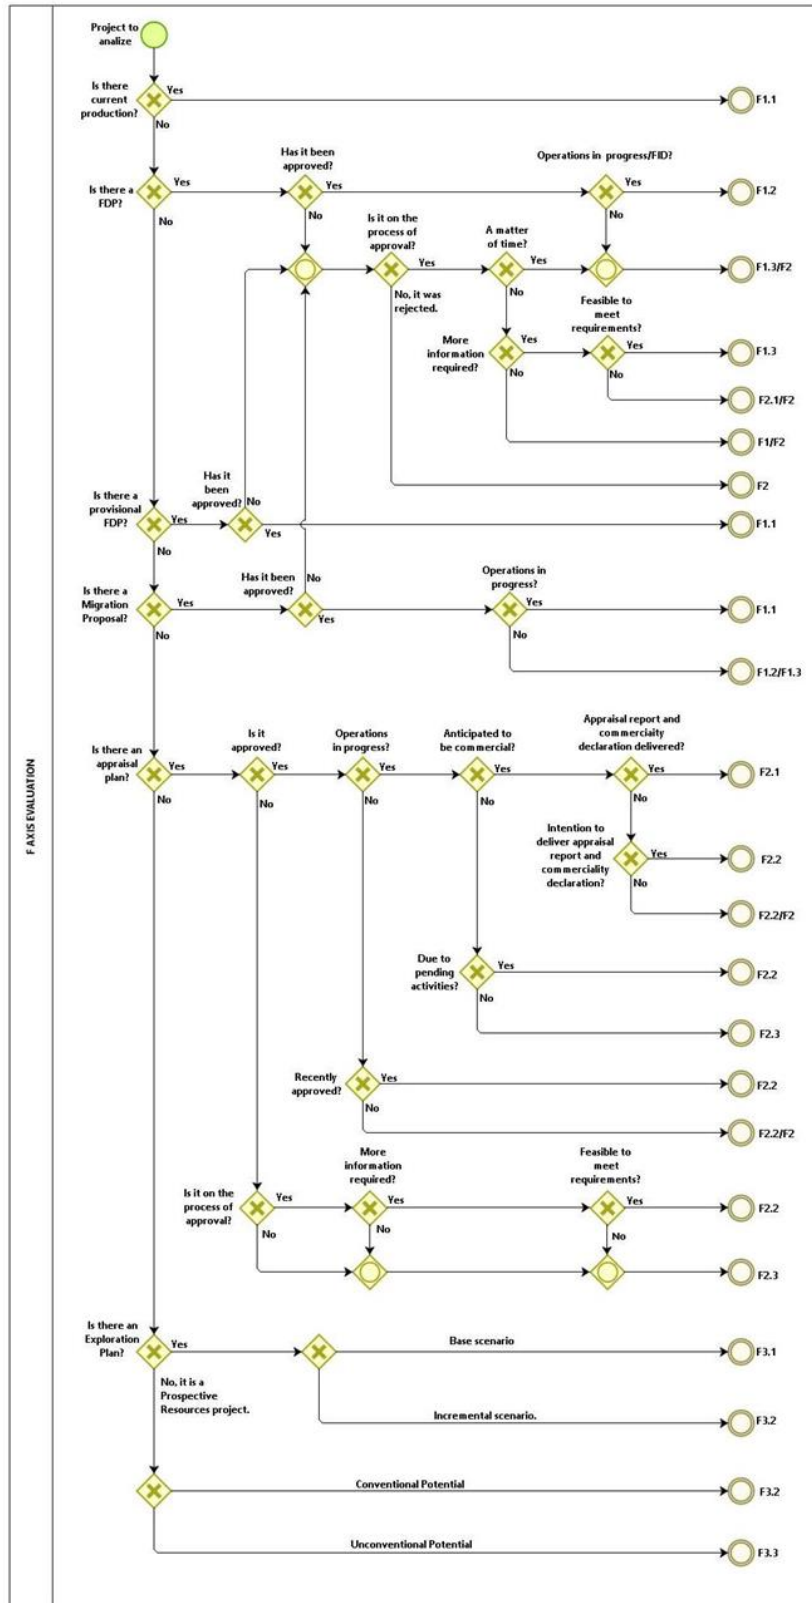 Project to
analize
Is there
current
production?
Yes
No
F1.1
Is there a
FDP?
Yes
No
Has it been
approved?
Yes
No
Operations in progress/FID?
Yes
No
F1.2
Is it on the
process of
approval?
Yes
No, it was
rejected.
A matter
of time?
Yes
No
F1.3/F2
More
information
required?
Yes
No
Feasible to
meet
requirements?
Yes
No
F1.3
F2.1/F2
F1/F2
F2
Is there a
provisional
FDP?
Yes
No
Has it
been
approved?
No
Yes
F1.1
Is there a
Migration
Proposal?
Yes
No
Has it been
approved?
No
Yes
Operations in
progress?
Yes
No
F1.1
F1.2/F1.3
F AXIS EVALUATION
Is there an
appraisal
plan?
Yes
No
Is it
approved?
Yes
No
Operations
in progress?
Yes
No
Anticipated to
be commercial?
Yes
No
Appraisal report and
commerciaity
declaration delivered?
Yes
No
F2.1
Intention to
deliver appraisal
report and
commerciality
declaration?
Yes
No
F2.2
F2.2/F2
Due to
pending
activities?
Yes
No
F2.2
F2.3
Recently
approved?
Yes
No
F2.2
F2.2/F2
Is it on the
process of
approval?
Yes
No
More
information
required?
Yes
No
Feasible to
meet
requirements?
Yes
No
F2.2
F2.3
Is there an
Exploration
Plan?
Yes
No, it is a
Prospective
Resources project.
Base scenario
F3.1
Incremental scenario.
F3.2
Conventional Potential
F3.2
Unconventional Potential
F3.3